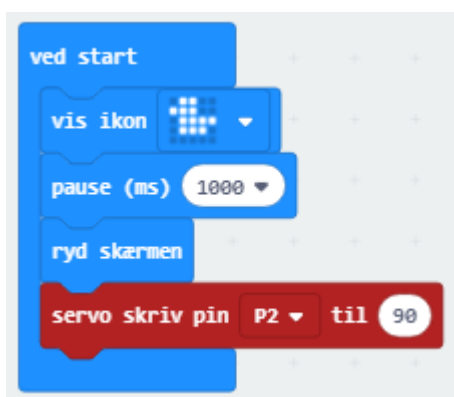 ved start
vis ikon
pause (ms) 1000
ryd skærmen
servo skriv pin P2 til 90